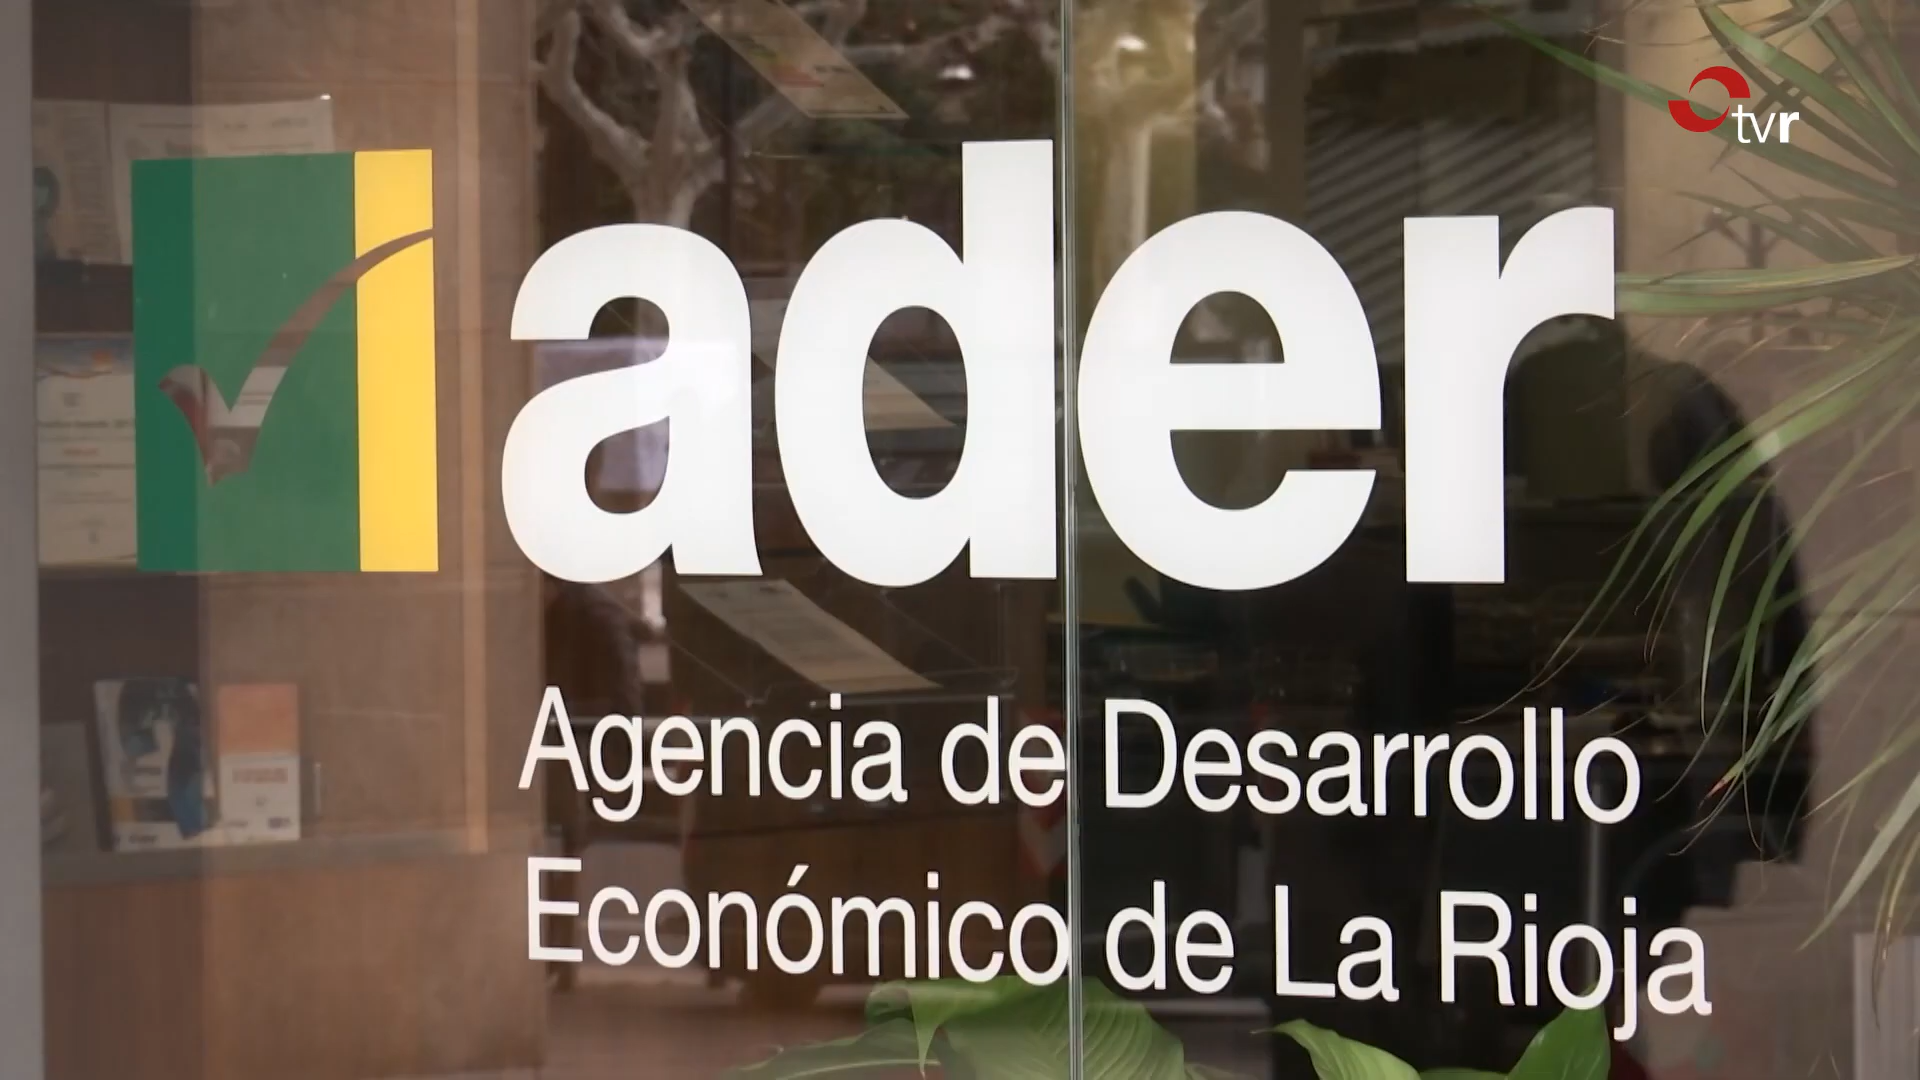 tvr
ader
Agencia de Desarrollo
Económico de La Rioja